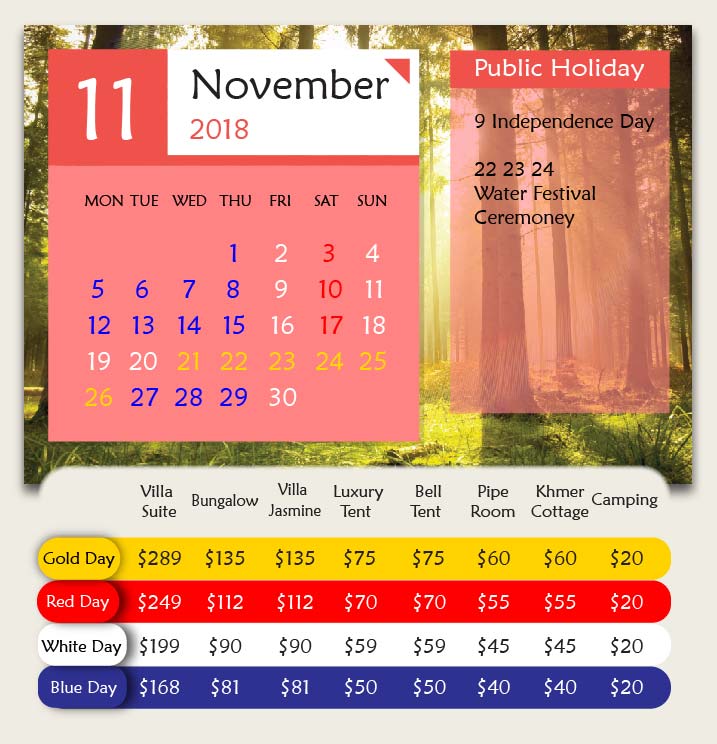 11
November
2018
MON TUE WED THU FRI SAT SUN
1 2 3 4
5 6 7 8 9 10 11
12 13 14 15 16 17 18
19 20 21 22 23 24 25
26 27 28 29 30
Public Holiday
9 Independence Day
22 23 24
Water Festival
Ceremoney
Villa Suite Bungalow Villa Jasmine Luxury Tent Bell Tent Pipe Room Khmer Cottage Camping
Gold Day $289 $135 $135 $75 $75 $60 $60 $20
Red Day $249 $112 $112 $70 $70 $55 $55 $20
White Day $199 $90 $90 $59 $59 $45 $45 $20
Blue Day $168 $81 $81 $50 $50 $40 $40 $20